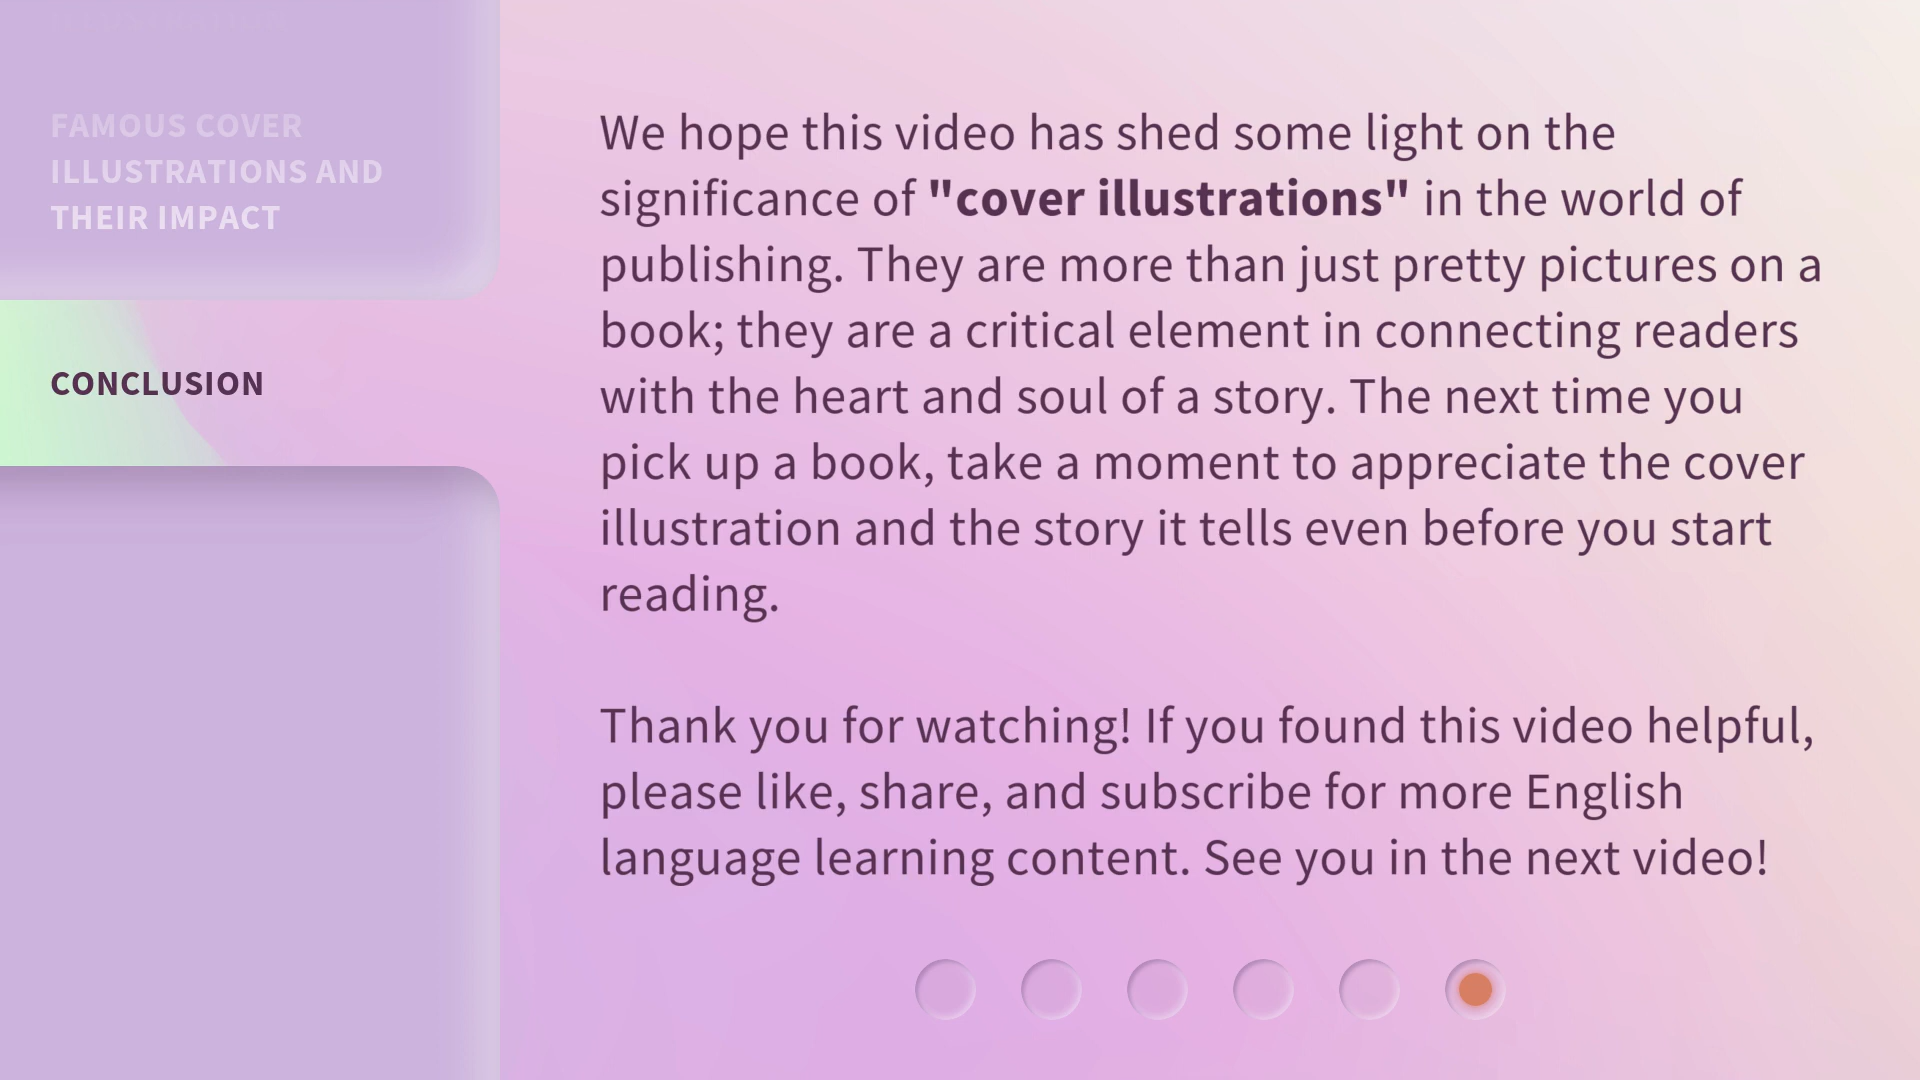 FAMOUS COVER
ILLUSTRATIONS AND
THEIR IMPACT
CONCLUSION
We hope this video has shed some light on the
significance of "cover illustrations" in the world of
publishing. They are more than just pretty pictures on a
book; they are a critical element in connecting readers
with the heart and soul of a story. The next time you
pick up a book, take a moment to appreciate the cover
illustration and the story it tells even before you start
reading.
Thank you for watching! If you found this video helpful,
please like, share, and subscribe for more English
language learning content. See you in the next video!